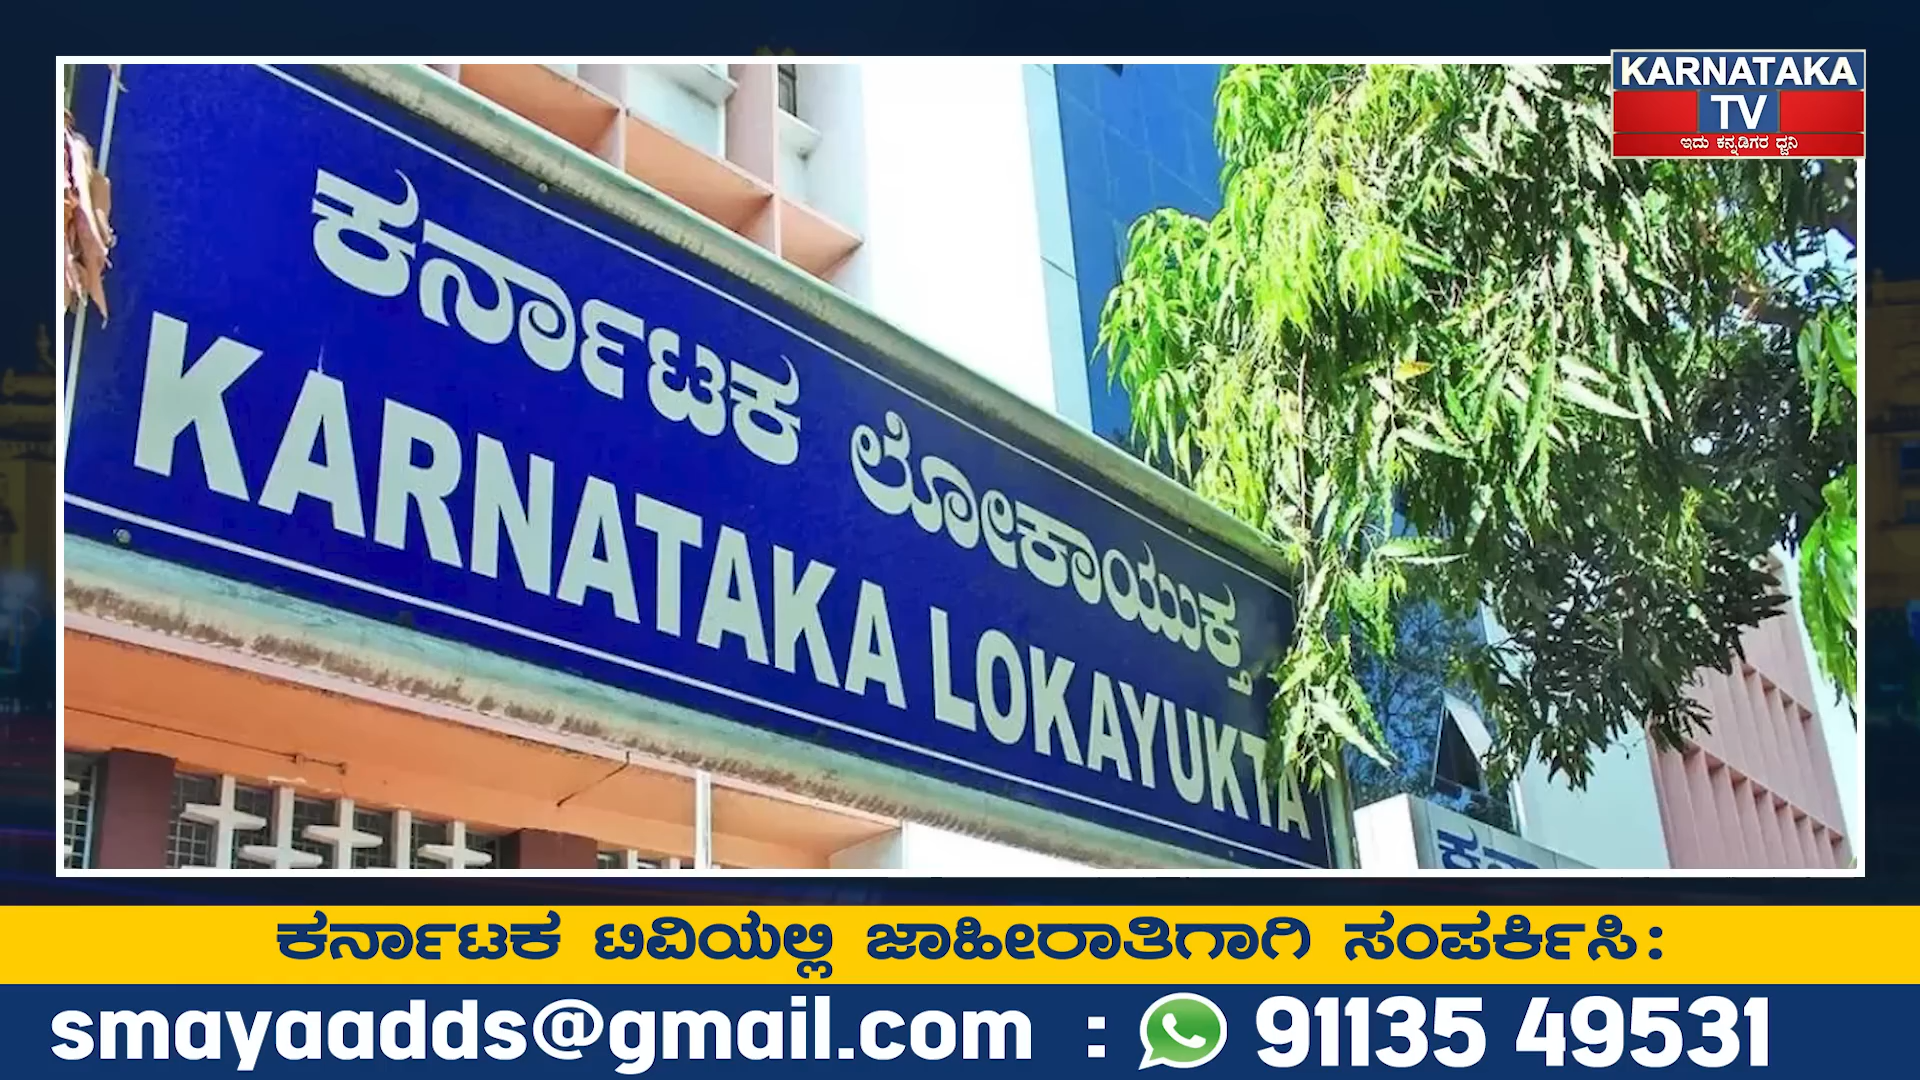 KARNATAKA
TV
ಇದು ಕನ್ನಡಿಗರ ಧ್ವನಿ
ಕರ್ನಾಟಕ ಲೋಕಾಯುಕ್ತ
KARNATAKA LOKAYUKTA
ಕರ್ನಾಟಕ ಟಿವಿಯಲ್ಲಿ ಜಾಹೀರಾತಿಗಾಗಿ ಸಂಪರ್ಕಿಸಿ:
smayaadds@gmail.com : 91135 49531